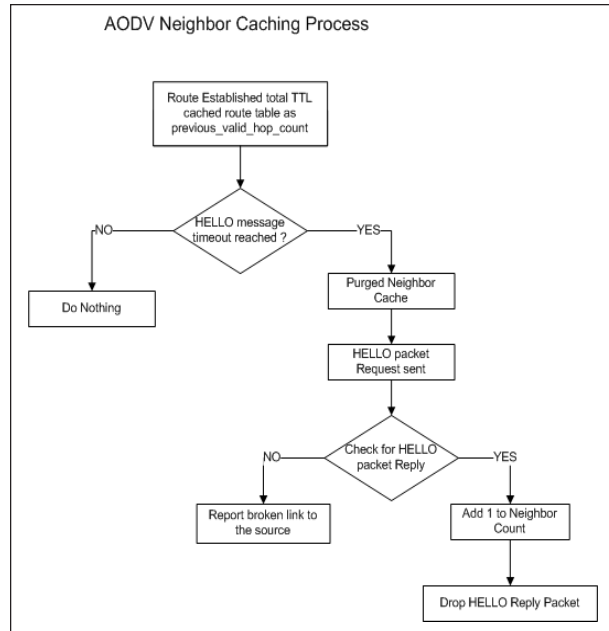 AODV Neighbor Caching Process
Route Established total TTL
cached route table as
previous_valid_hop_count
HELLO message
timeout reached ?
NO
YES
Do Nothing
Purged Neighbor
Cache
HELLO packet
Request sent
Check for HELLO
packet Reply
NO
YES
Report broken link to
the source
Add 1 to Neighbor
Count
Drop HELLO Reply Packet